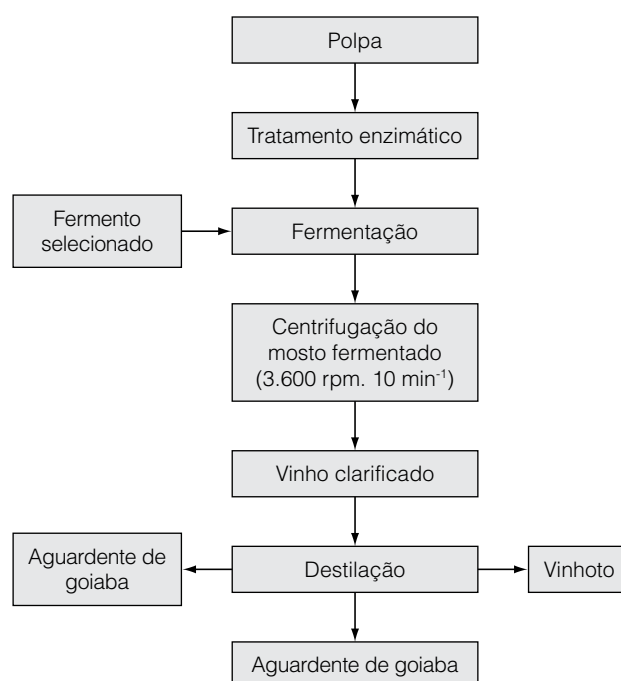 Polpa
Tratamento enzimático
Fermento
selecionado
Fermentação
Centrifugação do
mosto fermentado
(3.600 rpm. 10 min⁻¹)
Vinho clarificado
Aguardente de
goiaba
Destilação
Vinhoto
Aguardente de goiaba